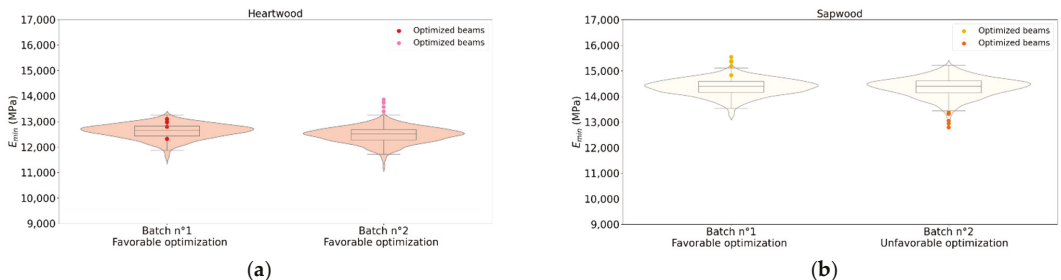 Heartwood
17,000
16,000
15,000
14,000
13,000
12,000
11,000
10,000
9,000
E_min (MPa)
Optimized beams
Optimized beams
Batch n°1
Favorable optimization
Batch n°2
Favorable optimization
(a)
Sapwood
17,000
16,000
15,000
14,000
13,000
12,000
11,000
10,000
9,000
E_min (MPa)
Optimized beams
Optimized beams
Batch n°1
Favorable optimization
Batch n°2
Unfavorable optimization
(b)